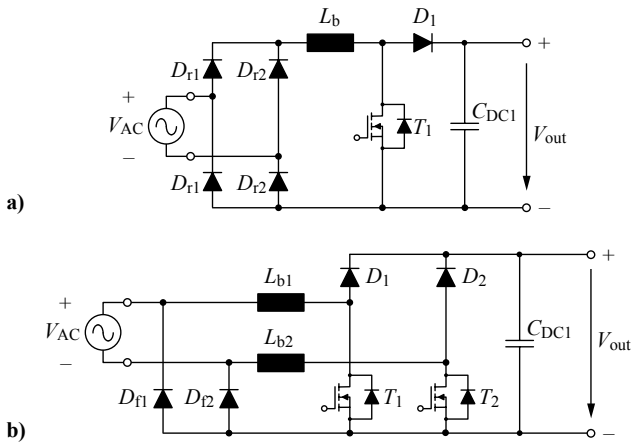 L_b D_1 +
D_r1 D_r2
+ V_AC − T_1 C_DC1 V_out
D_r1 D_r2
a) −
D_1 D_2 +
+ L_b1
V_AC L_b2 C_DC1 V_out
−
D_f1 D_f2 T_1 T_2
b) −